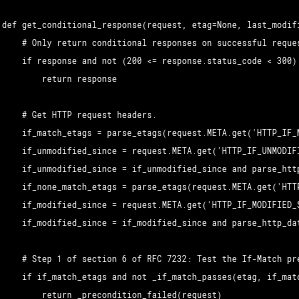 def get_conditional_response(request, etag=None, last_modifi
# Only return conditional responses on successful reques
if response and not (200 <= response.status_code < 300)
return response
# Get HTTP request headers.
if_match_etags = parse_etags(request.META.get('HTTP_IF_M
if_unmodified_since = request.META.get('HTTP_IF_UNMODIFI
if_unmodified_since = if_unmodified_since and parse_http
if_none_match_etags = parse_etags(request.META.get('HTTP
if_modified_since = request.META.get('HTTP_IF_MODIFIED_S
if_modified_since = if_modified_since and parse_http_dat
# Step 1 of section 6 of RFC 7232: Test the If-Match pre
if if_match_etags and not _if_match_passes(etag, if_matc
return _precondition_failed(request)